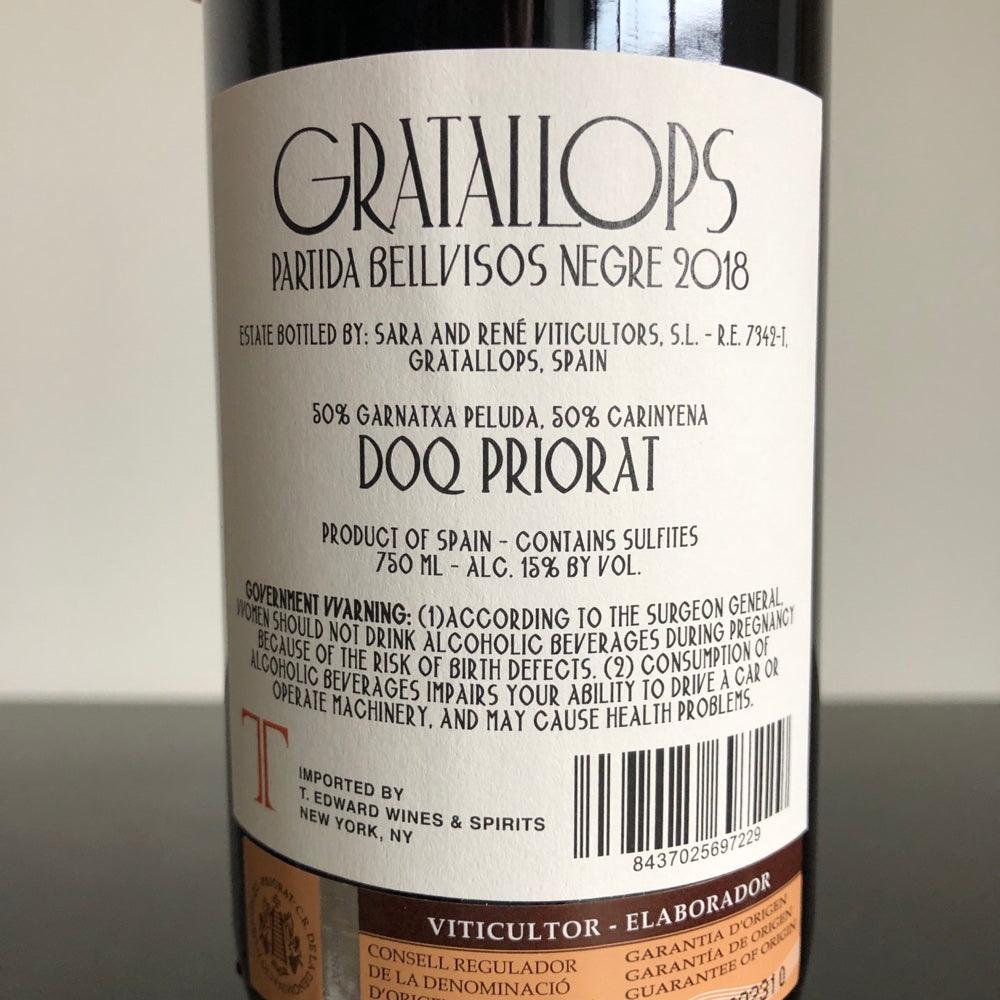 GRATALLOPS
PARTIDA BELLVISOS NEGRE 2018
ESTATE BOTTLED BY: SARA AND RENÉ VITICULTORS, S.L. - R.E. 7342-T,
GRATALLOPS, SPAIN
50% GARNATXA PELUDA, 50% CARINYENA
DOQ PRIORAT
PRODUCT OF SPAIN - CONTAINS SULFITES
750 ML - ALC. 15% BY VOL.
GOVERNMENT WARNING: (1)ACCORDING TO THE SURGEON GENERAL,
WOMEN SHOULD NOT DRINK ALCOHOLIC BEVERAGES DURING PREGNANCY
BECAUSE OF THE RISK OF BIRTH DEFECTS. (2) CONSUMPTION OF
ALCOHOLIC BEVERAGES IMPAIRS YOUR ABILITY TO DRIVE A CAR OR
OPERATE MACHINERY, AND MAY CAUSE HEALTH PROBLEMS.
T
IMPORTED BY
T. EDWARD WINES & SPIRITS
NEW YORK, NY
8437025697229
VITICULTOR - ELABORADOR
CONSELL REGULADOR
DE LA DENOMINACIÓ
GARANTIA D'ORIGEN
GARANTÍA DE ORIGEN
GUARANTEE OF ORIGIN
PRIORAT C.R. DE LA